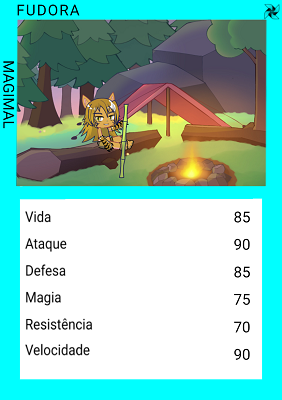 FUDORA
MAGIMAL
Vida 85
Ataque 90
Defesa 85
Magia 75
Resistência 70
Velocidade 90